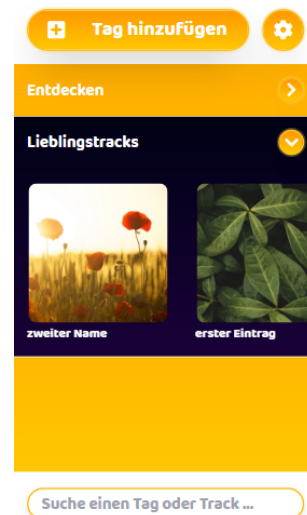 Tag hinzufügen
Entdecken
Lieblingstracks
zweiter Name
erster Eintrag
Suche einen Tag oder Track ...